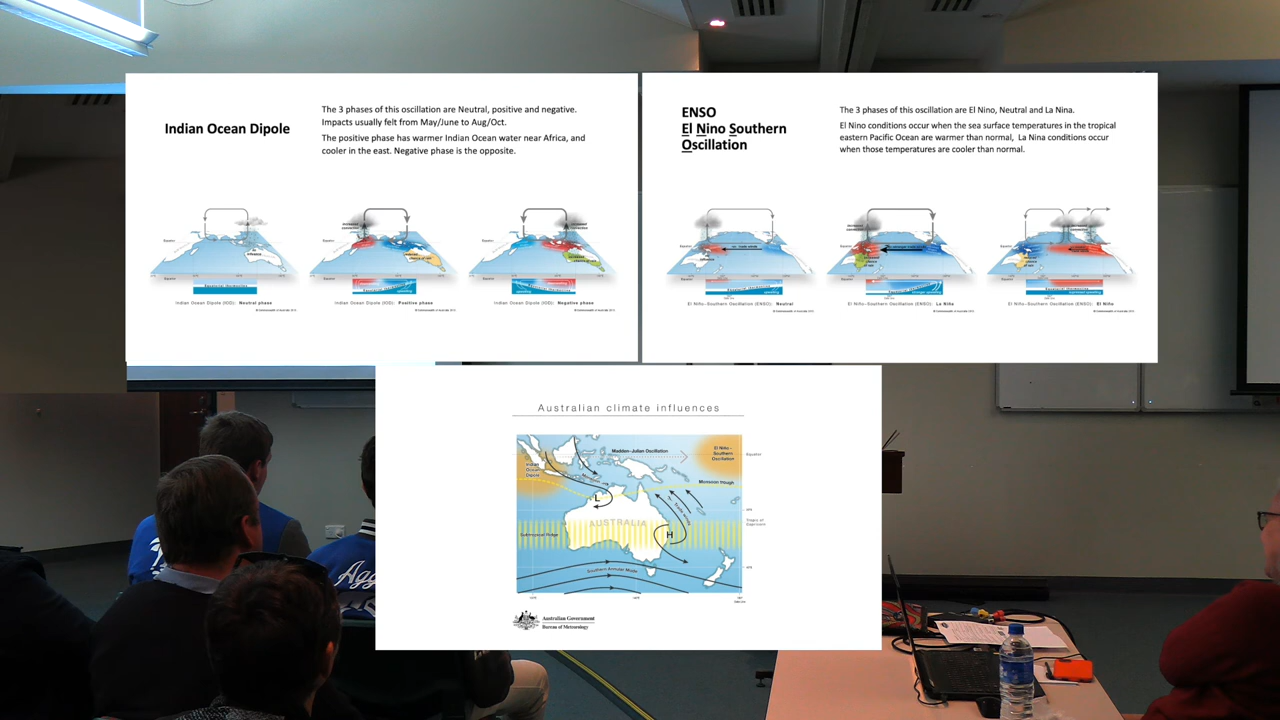 Indian Ocean Dipole
The 3 phases of this oscillation are Neutral, positive and negative.
Impacts usually felt from May/June to Aug/Oct.
The positive phase has warmer Indian Ocean water near Africa, and
cooler in the east. Negative phase is the opposite.
Indian Ocean Dipole (IOD): Neutral phase
Indian Ocean Dipole (IOD): Positive phase
Indian Ocean Dipole (IOD): Negative phase
ENSO
El Nino Southern
Oscillation
The 3 phases of this oscillation are El Nino, Neutral and La Nina.
El Nino conditions occur when the sea surface temperatures in the tropical
eastern Pacific Ocean are warmer than normal, La Nina conditions occur
when those temperatures are cooler than normal.
El Niño–Southern Oscillation (ENSO): Neutral
El Niño–Southern Oscillation (ENSO): La Niña
El Niño–Southern Oscillation (ENSO): El Niño
Australian climate influences
Madden–Julian Oscillation
El Niño –
Southern
Oscillation
Equator
Indian
Ocean
Dipole
Monsoon trough
L
Trade winds
AUSTRALIA
Tropic of
Capricorn
Subtropical Ridge
H
Southern Annular Mode
Australian Government
Bureau of Meteorology